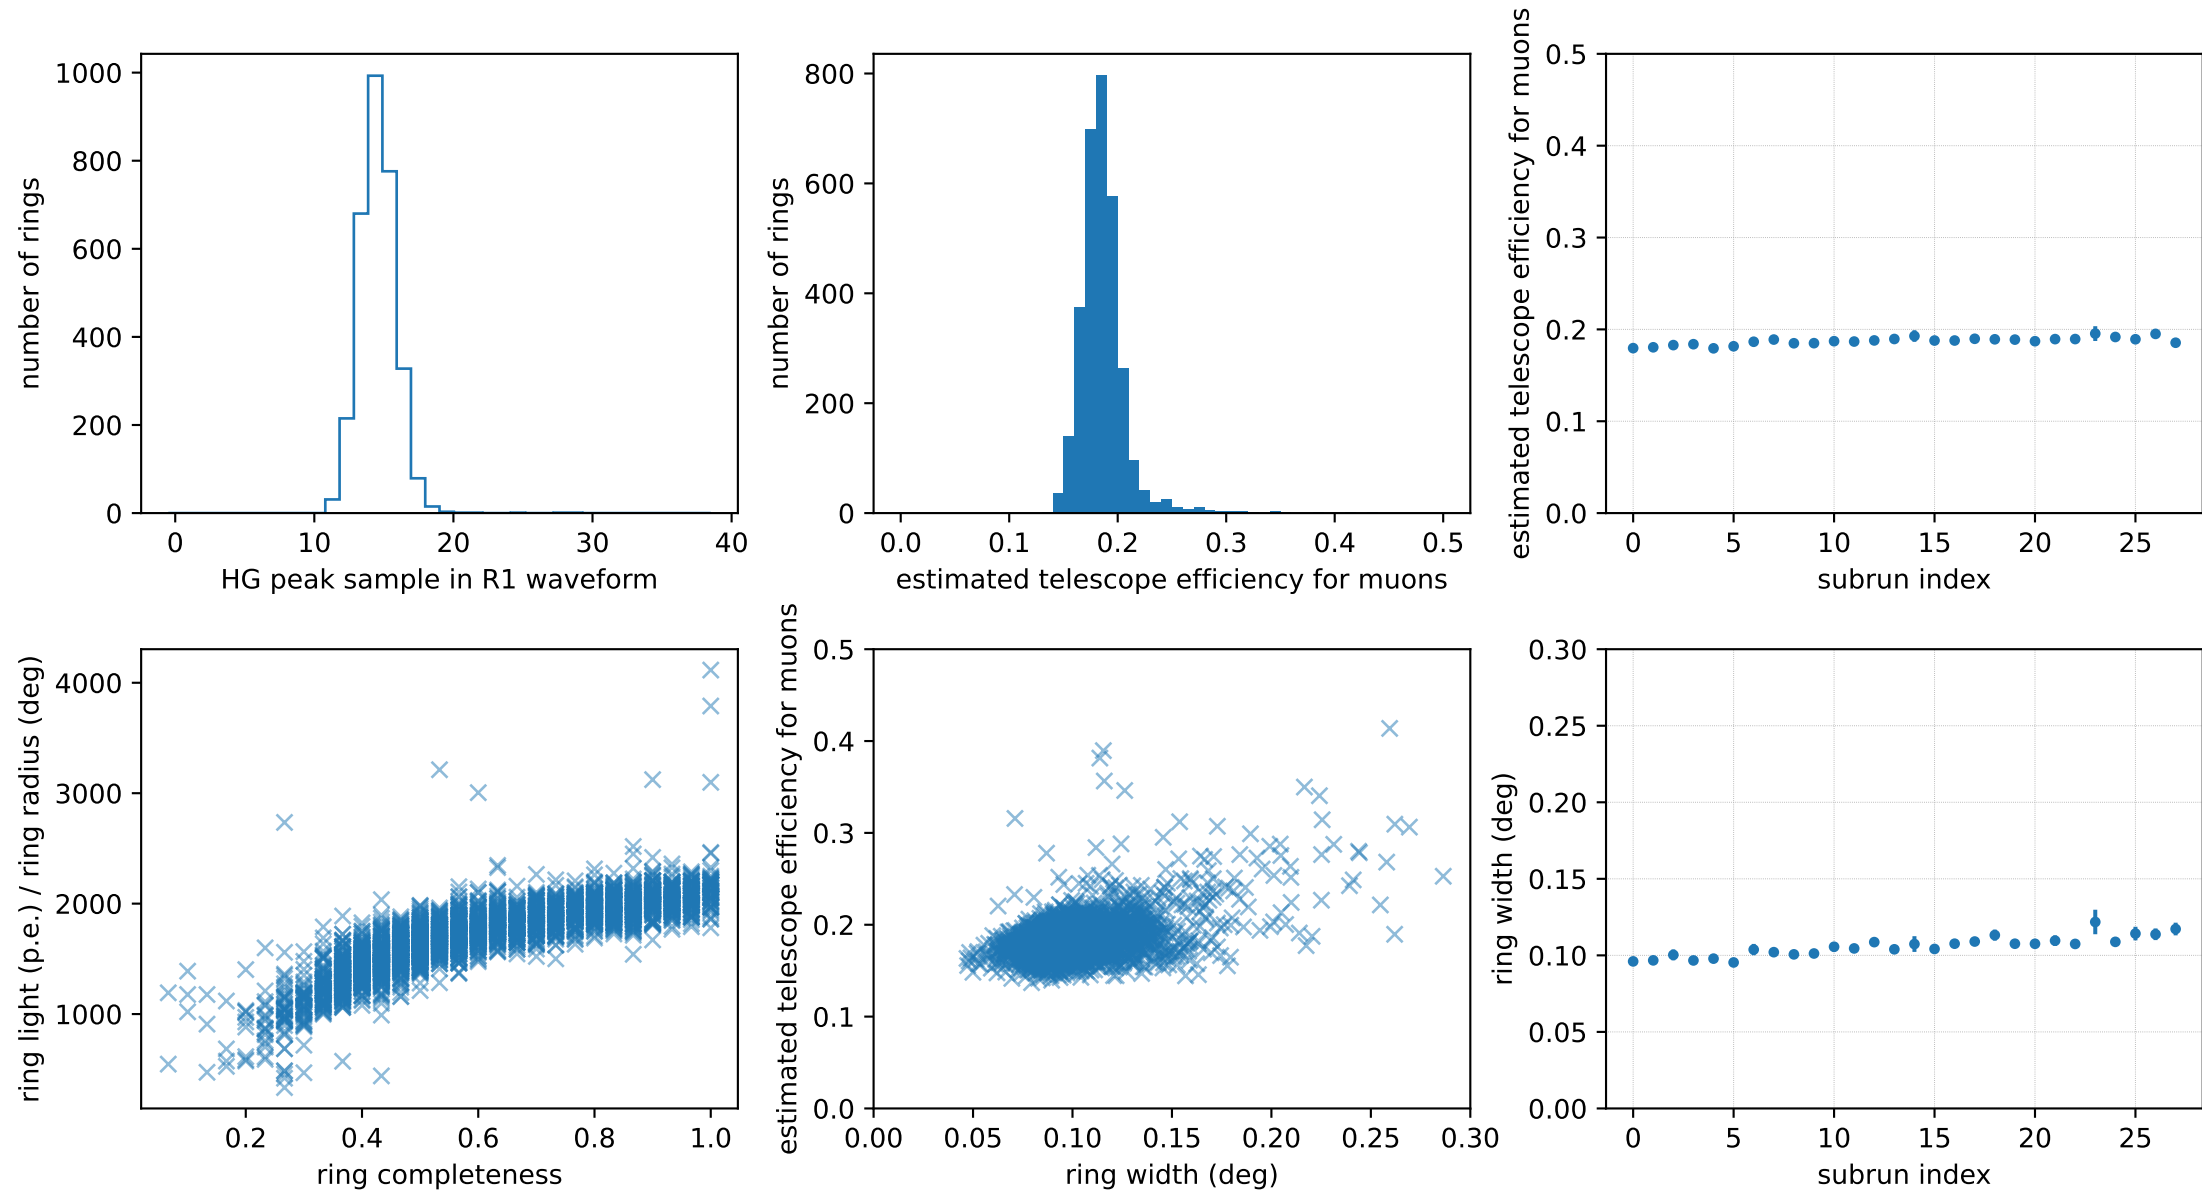 number of rings
1000
800
600
400
200
0
0 10 20 30 40
HG peak sample in R1 waveform
number of rings
800
600
400
200
0
0.0 0.1 0.2 0.3 0.4 0.5
estimated telescope efficiency for muons
estimated telescope efficiency for muons
0.5
0.4
0.3
0.2
0.1
0.0
0 5 10 15 20 25
subrun index
ring light (p.e.) / ring radius (deg)
4000
3000
2000
1000
0.2 0.4 0.6 0.8 1.0
ring completeness
estimated telescope efficiency for muons
0.5
0.4
0.3
0.2
0.1
0.0
0.00 0.05 0.10 0.15 0.20 0.25 0.30
ring width (deg)
ring width (deg)
0.30
0.25
0.20
0.15
0.10
0.05
0.00
0 5 10 15 20 25
subrun index